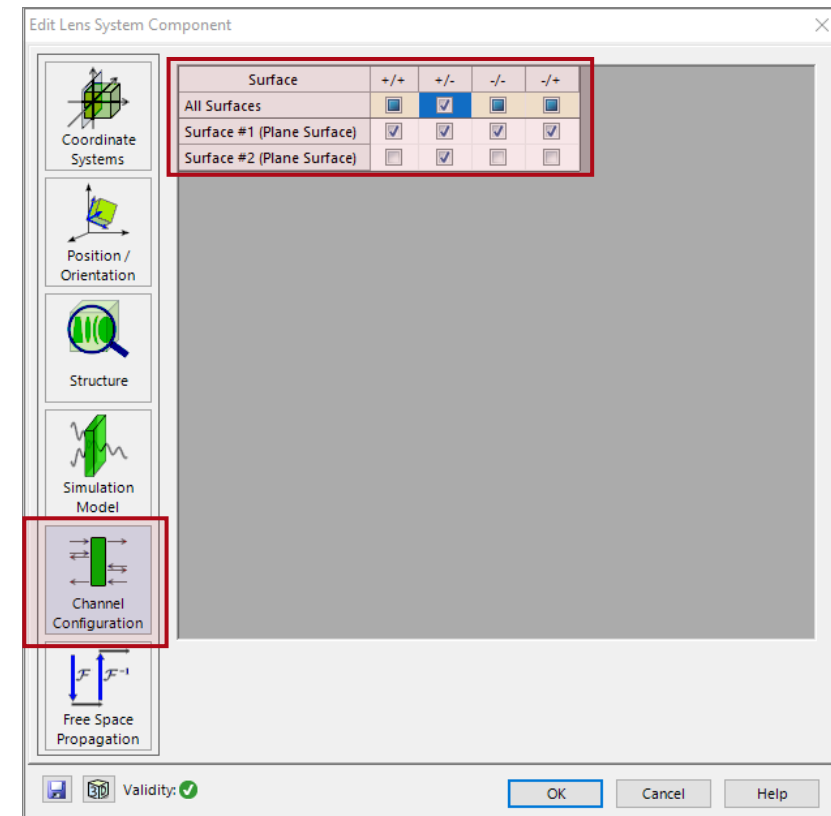 Edit Lens System Component
Coordinate
Systems
Position /
Orientation
Structure
Simulation
Model
Channel
Configuration
ℱ ℱ⁻¹
Free Space
Propagation
Surface +/+ +/- -/- -/+
All Surfaces
Surface #1 (Plane Surface)
Surface #2 (Plane Surface)
3D Validity: OK Cancel Help